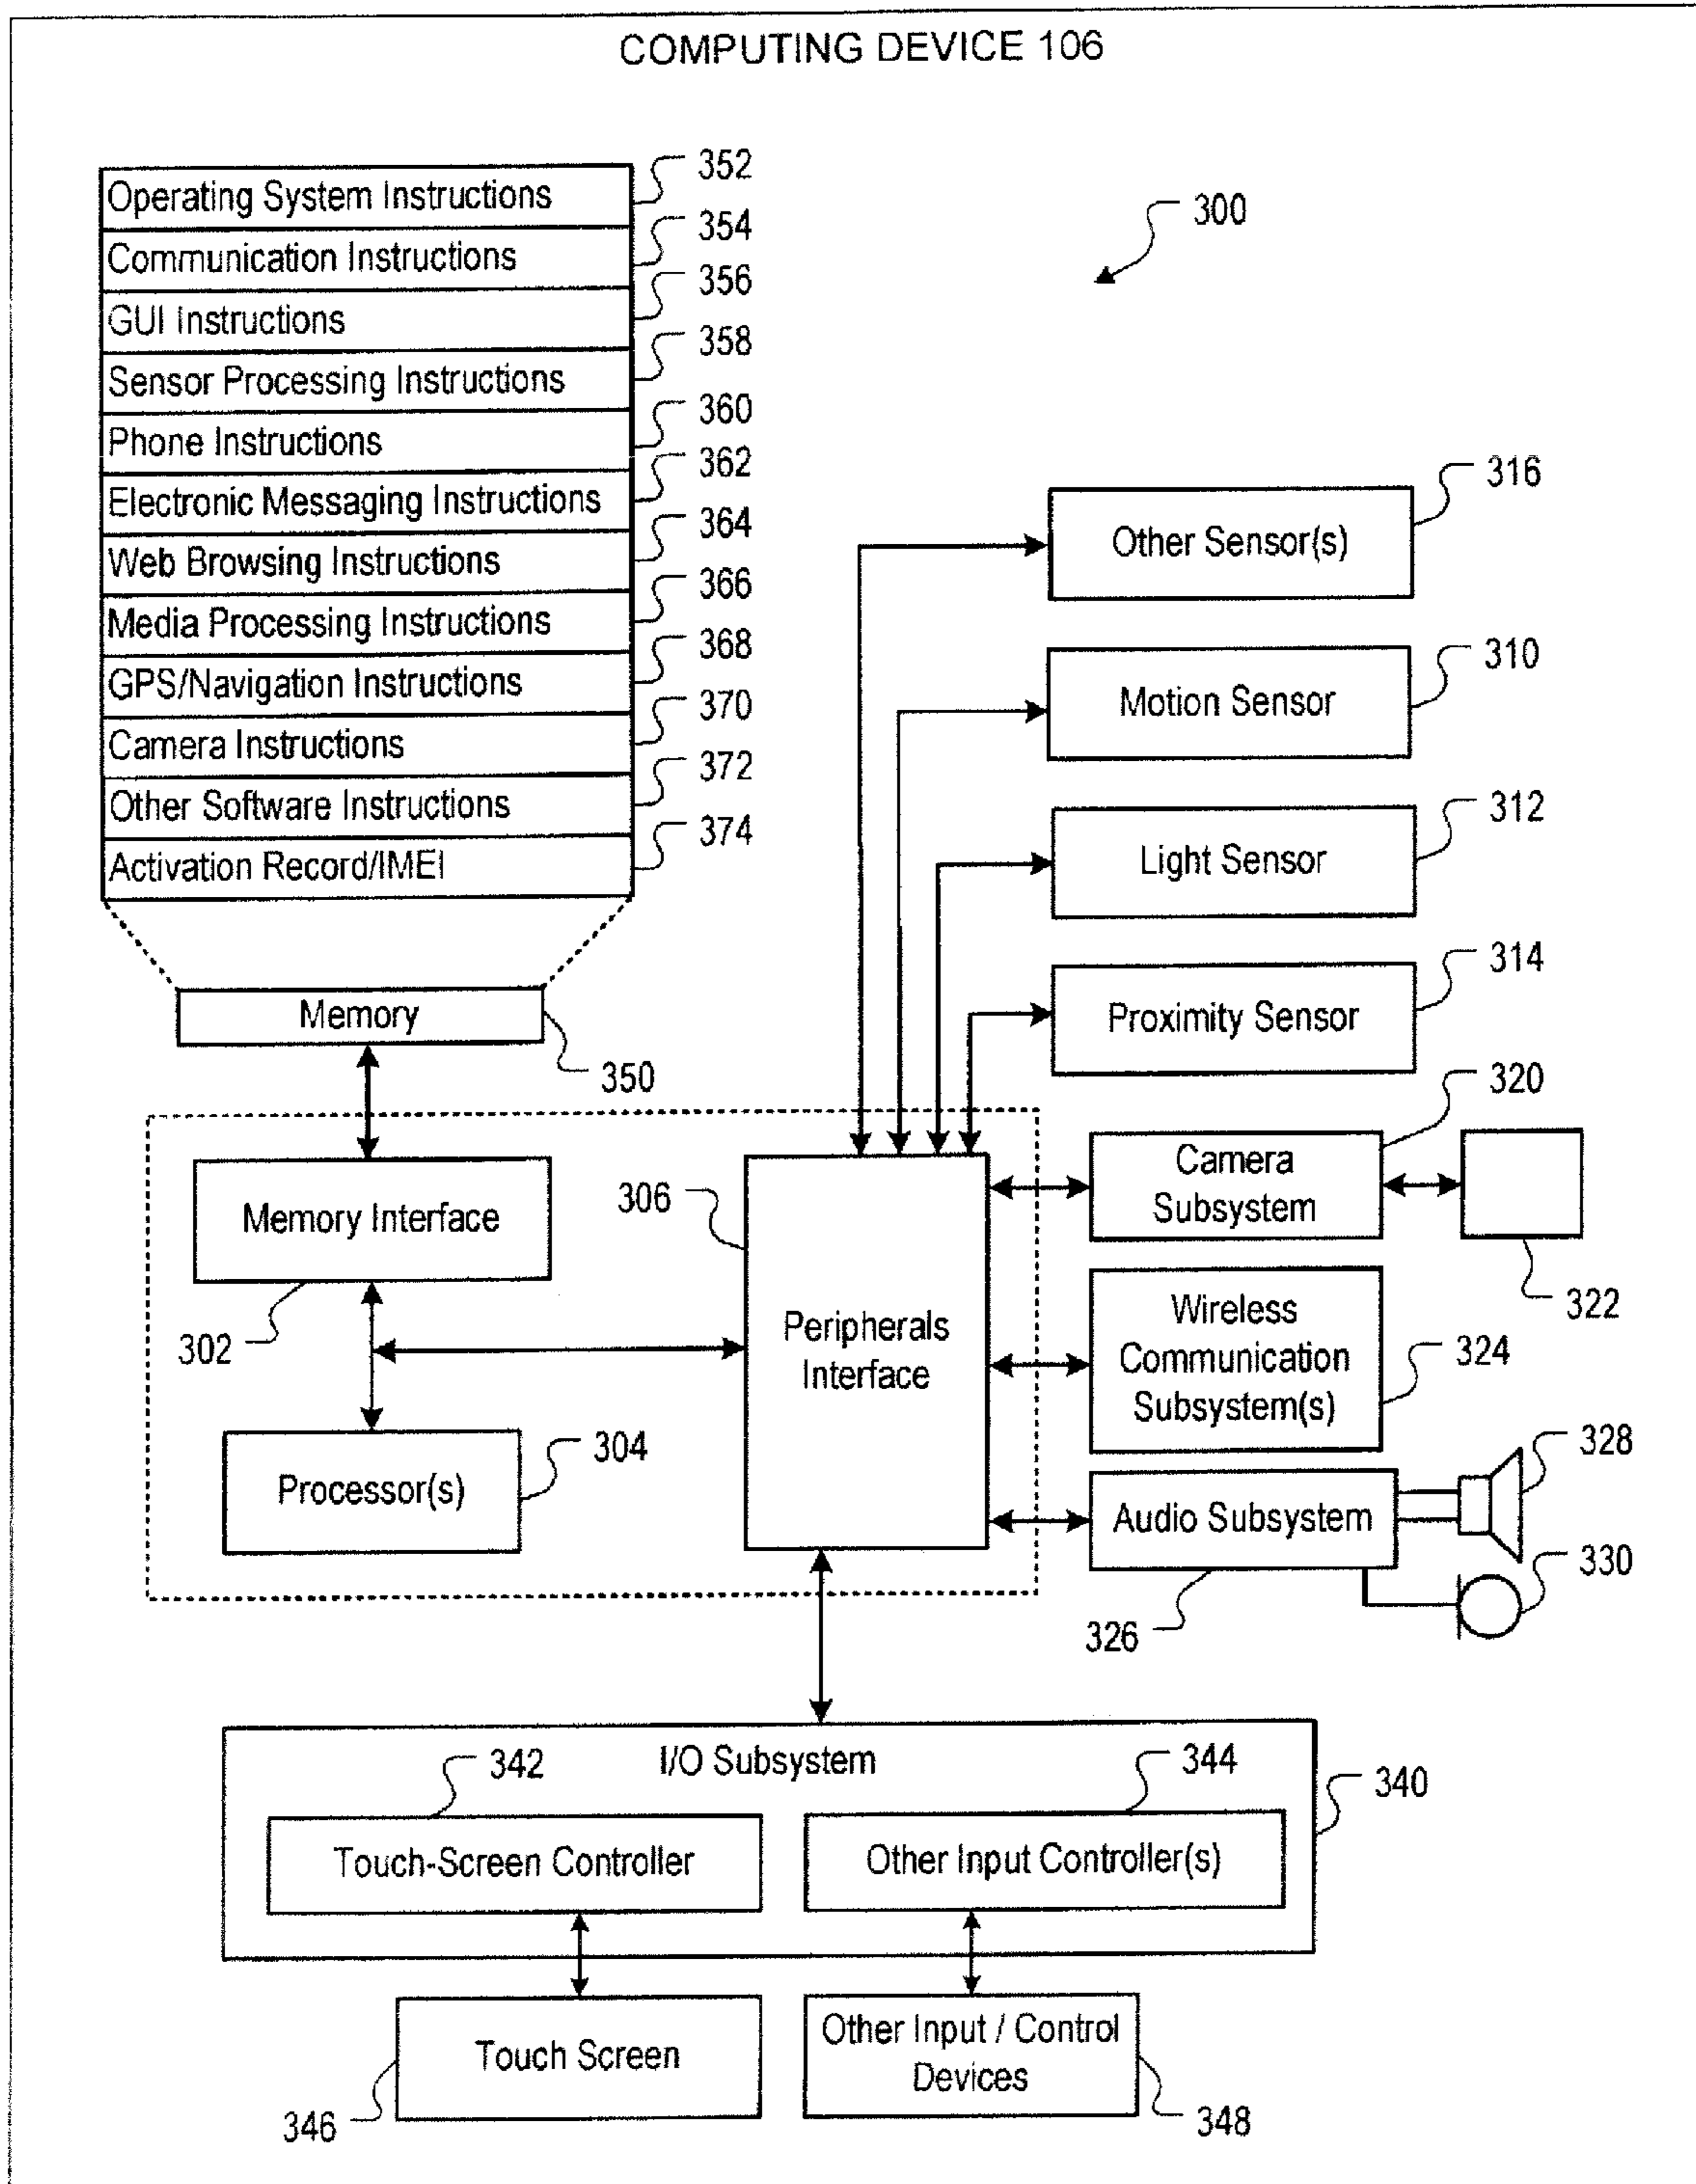 COMPUTING DEVICE 106
300
Operating System Instructions
352
Communication Instructions
354
GUI Instructions
356
Sensor Processing Instructions
358
Phone Instructions
360
Electronic Messaging Instructions
362
Web Browsing Instructions
364
Media Processing Instructions
366
GPS/Navigation Instructions
368
Camera Instructions
370
Other Software Instructions
372
Activation Record/IMEI
374
Memory
350
Other Sensor(s)
316
Motion Sensor
310
Light Sensor
312
Proximity Sensor
314
Memory Interface
302
Processor(s)
304
306
Peripherals
Interface
Camera
Subsystem
320
322
Wireless
Communication
Subsystem(s)
324
Audio Subsystem
326
328
330
I/O Subsystem
340
342
Touch-Screen Controller
344
Other Input Controller(s)
Touch Screen
346
Other Input / Control
Devices
348